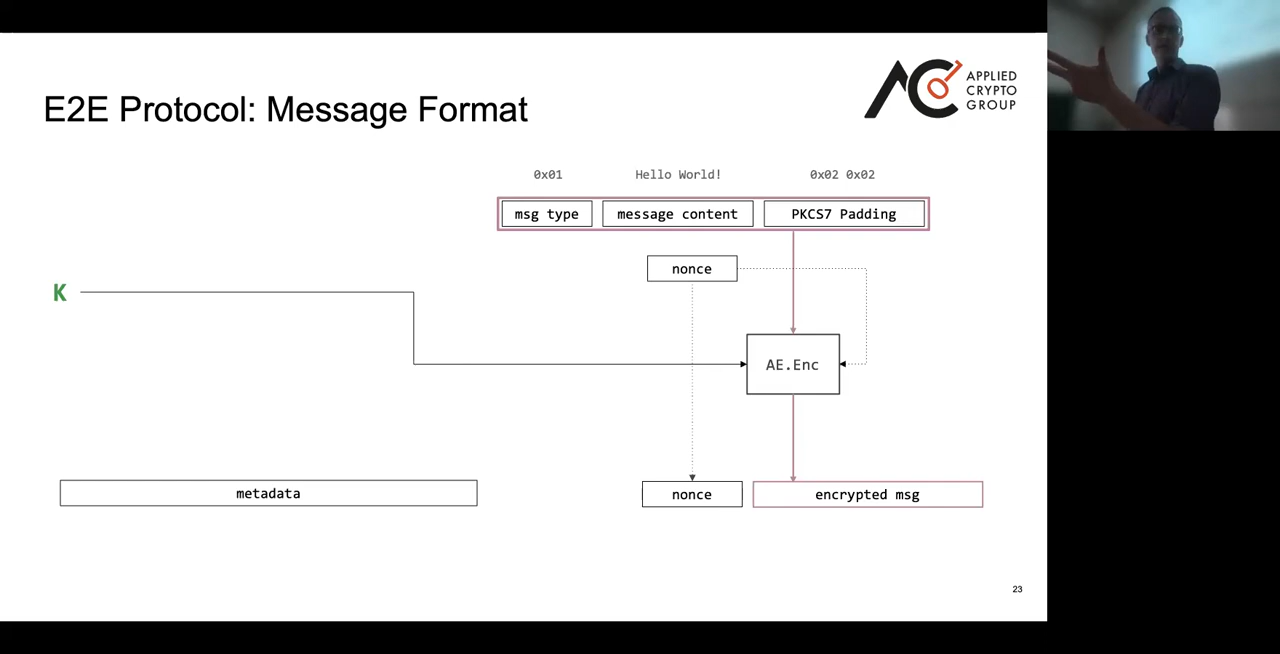 APPLIED
CRYPTO
GROUP
E2E Protocol: Message Format
0x01 Hello World! 0x02 0x02
msg type message content PKCS7 Padding
nonce
K
AE.Enc
metadata nonce encrypted msg
23